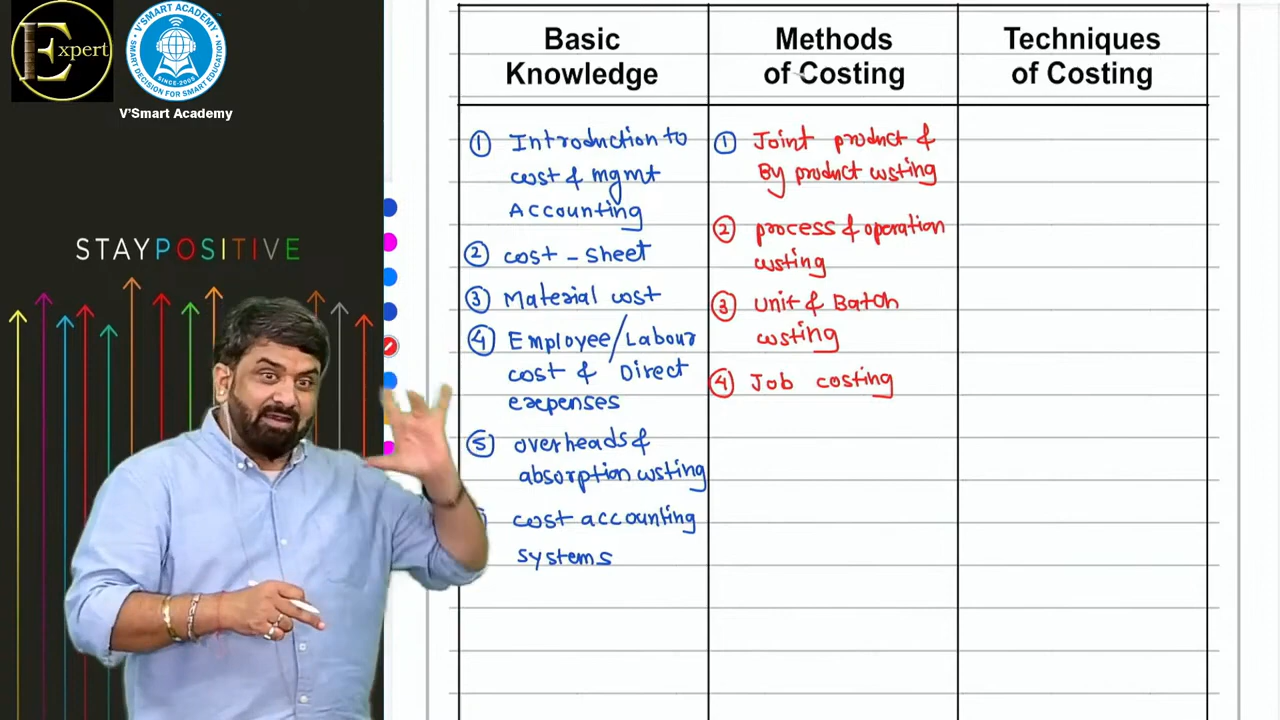 Expert
V'SMART ACADEMY
SMART DECISION FOR SMART EDUCATION
SINCE-2005
V'Smart Academy
STAYPOSITIVE
Basic
Knowledge
① Introduction to
cost & mgmt
Accounting
② cost - sheet
③ Material cost
④ Employee/Labour
cost & Direct
expenses
⑤ overheads &
absorption costing
cost accounting
systems
Methods
of Costing
① Joint product &
By product costing
② process & operation
costing
③ Unit & Batch
costing
④ Job costing
Techniques
of Costing